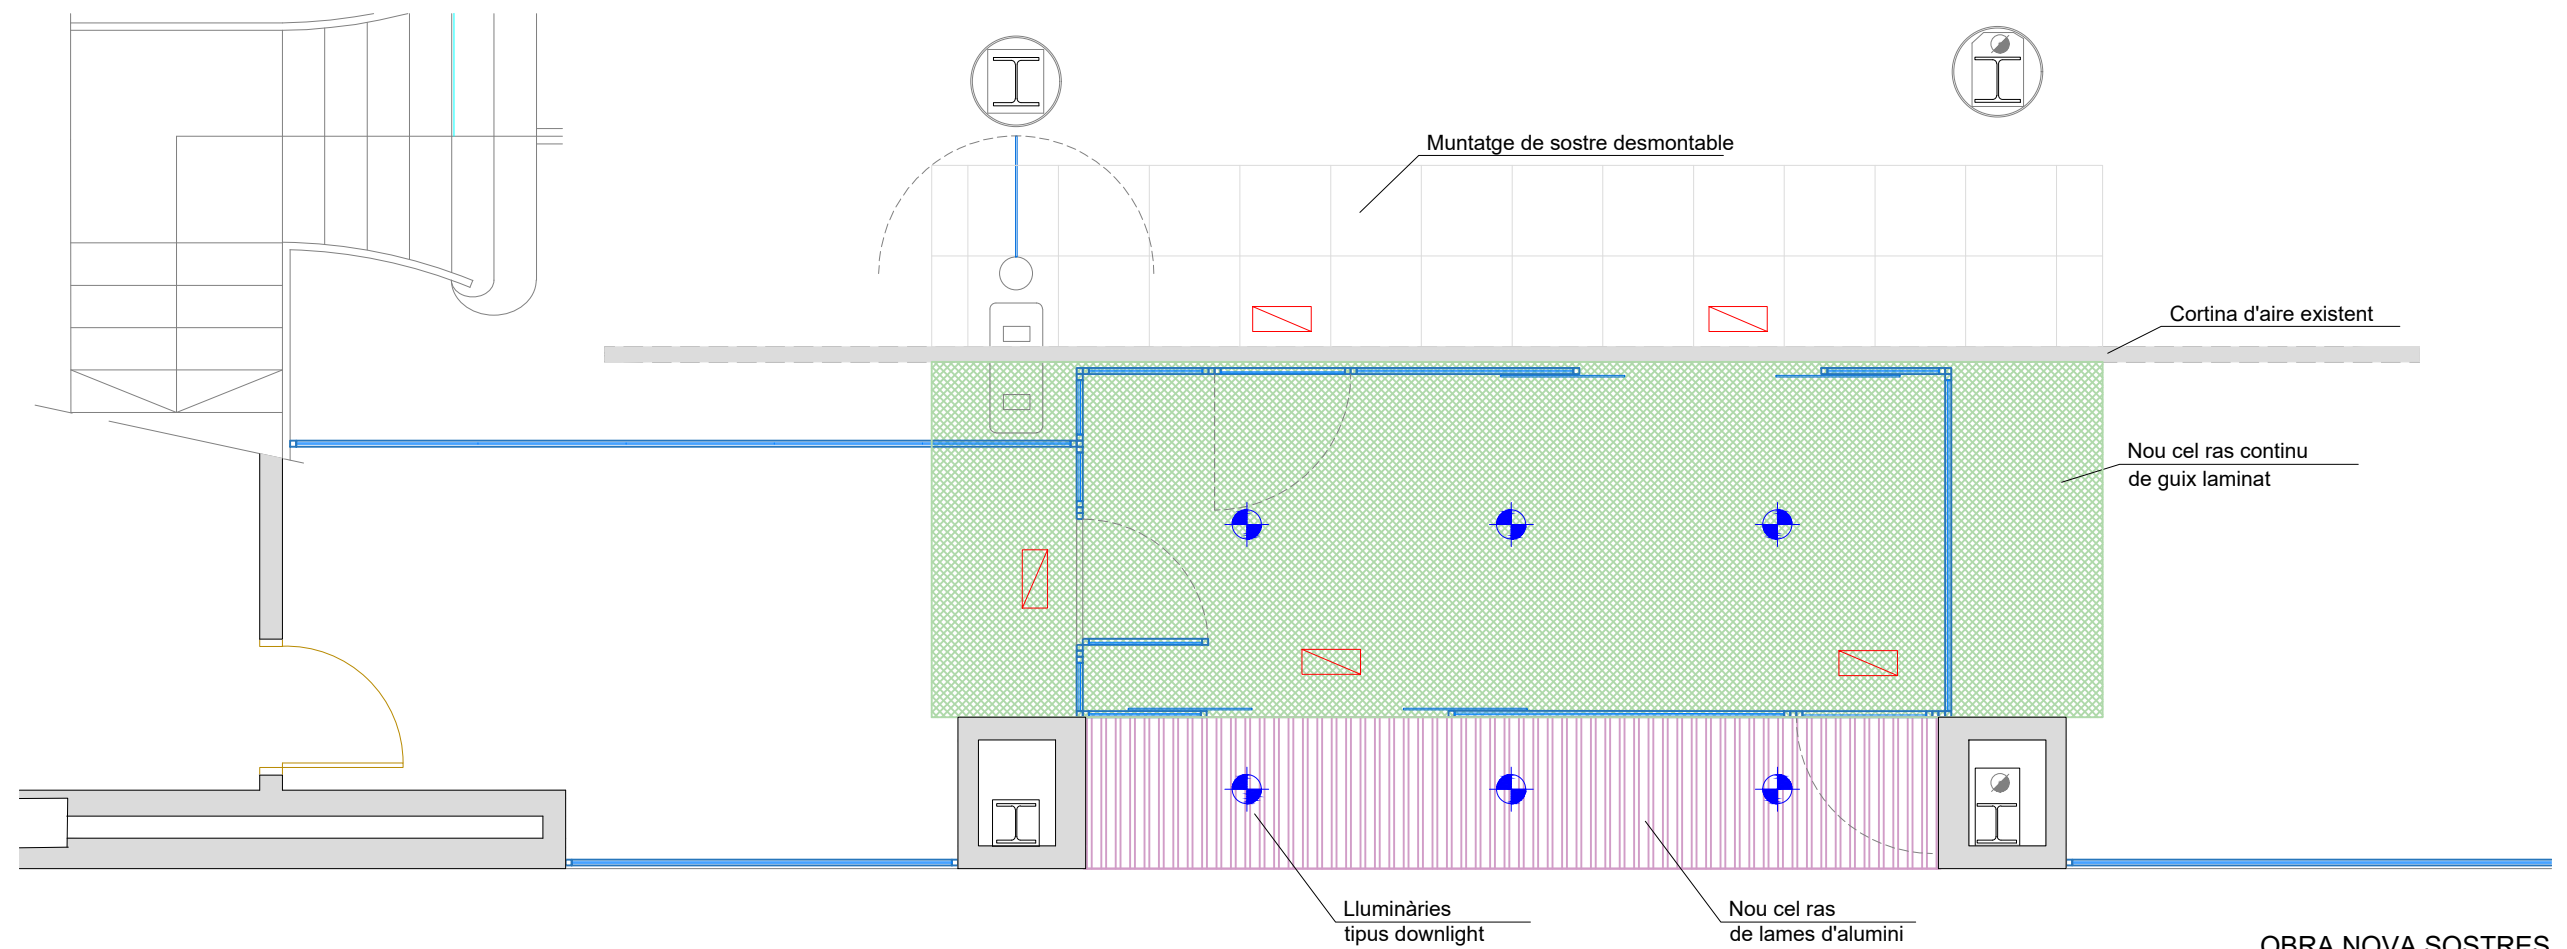 Muntatge de sostre desmontable
Cortina d'aire existent
Nou cel ras continu
de guix laminat
Lluminàries
tipus downlight
Nou cel ras
de lames d'alumini
OBRA NOVA SOSTRES